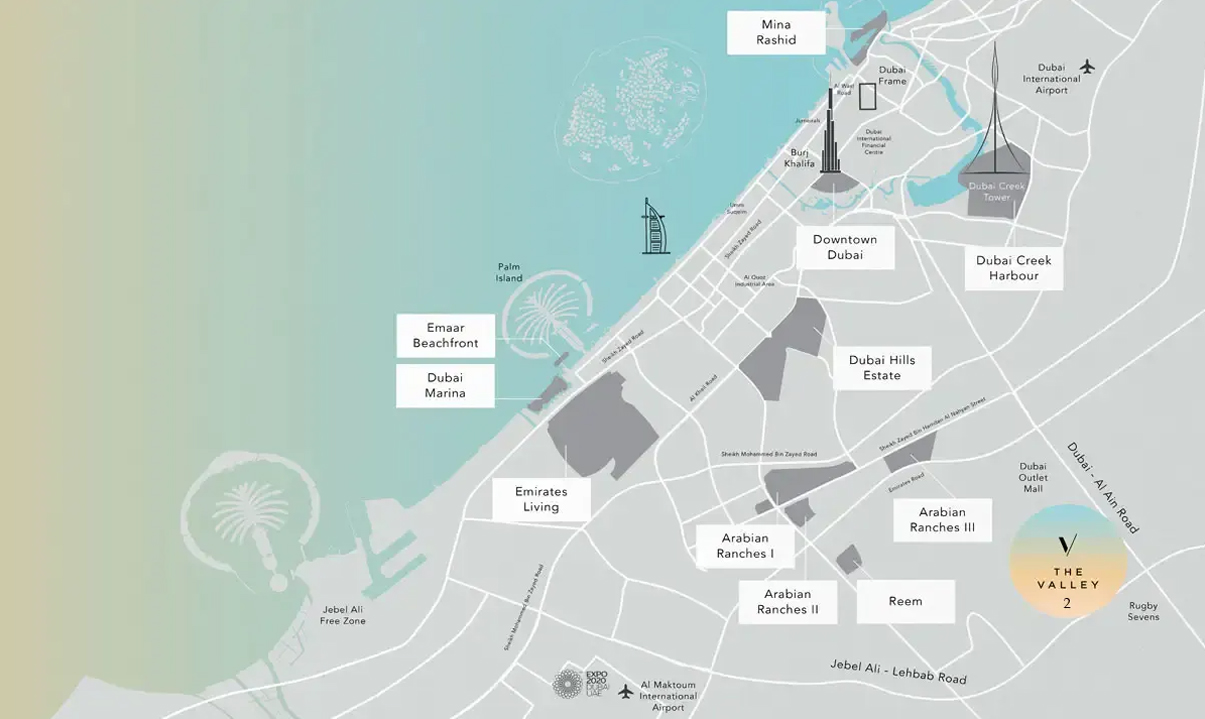 Mina
Rashid
Dubai
Frame
Dubai
International
Airport
Al Wasl
Road
Jumeirah
Dubai
International
Financial
Centre
Burj
Khalifa
Dubai Creek
Tower
Umm
Suqeim
Sheikh Zayed Road
Downtown
Dubai
Dubai Creek
Harbour
Palm
Island
Al Quoz
Industrial Area
Emaar
Beachfront
Sheikh Zayed Road
Dubai Hills
Estate
Dubai
Marina
Al Khail Road
Sheikh Zayed Bin Hamdan Al Nahyan Street
Sheikh Mohammed Bin Zayed Road
Dubai - Al Ain Road
Dubai
Outlet
Mall
Emirates Road
Emirates
Living
Arabian
Ranches III
Arabian
Ranches I
THE
VALLEY
2
Arabian
Ranches II
Reem
Rugby
Sevens
Jebel Ali
Free Zone
Sheikh Mohammed Bin Zayed Road
Jebel Ali - Lehbab Road
EXPO
2020
DUBAI
UAE
Al Maktoum
International
Airport